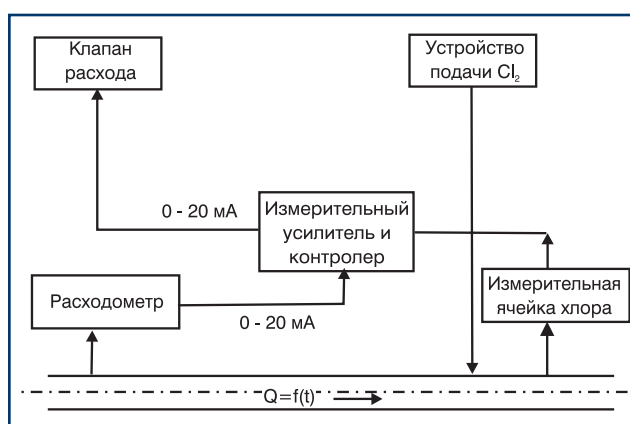 Клапан
расхода
Устройство
подачи Cl₂
0 - 20 мА
Измерительный
усилитель и
контролер
Расходометр
0 - 20 мА
Измерительная
ячейка хлора
Q=f(t)